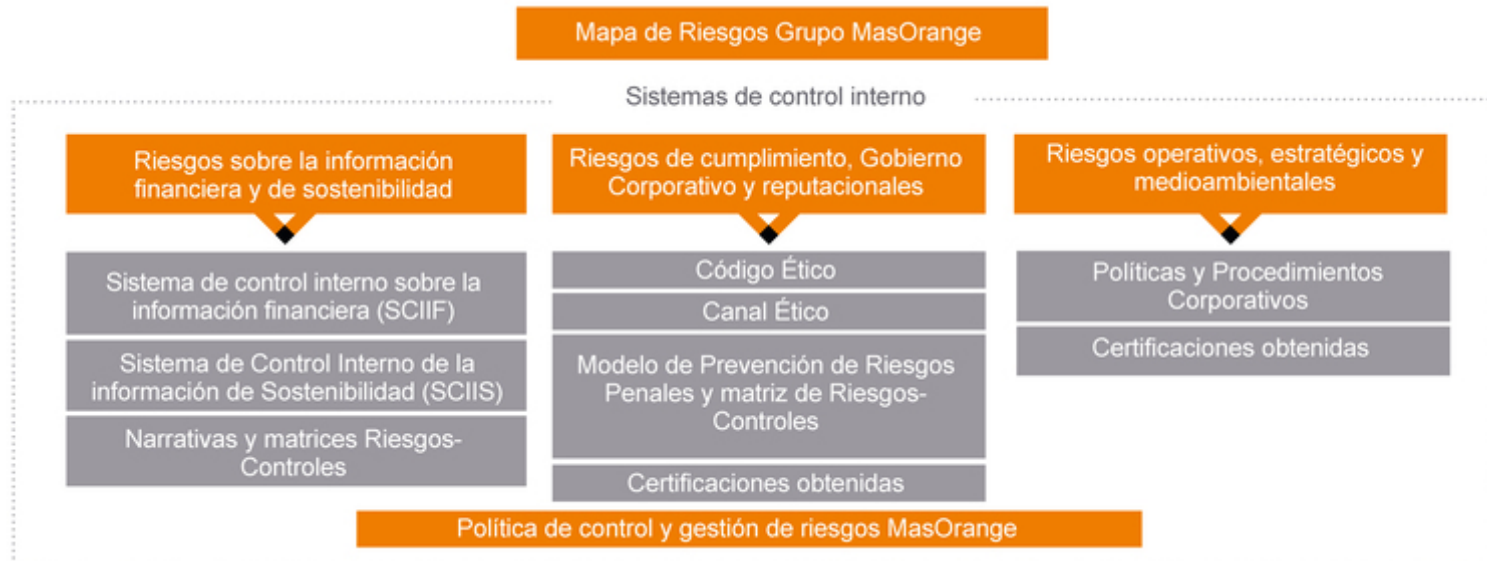 Mapa de Riesgos Grupo MasOrange
Sistemas de control interno
Riesgos sobre la información
financiera y de sostenibilidad
Sistema de control interno sobre la
información financiera (SCIIF)
Sistema de Control Interno de la
información de Sostenibilidad (SCIIS)
Narrativas y matrices Riesgos-
Controles
Riesgos de cumplimiento, Gobierno
Corporativo y reputacionales
Código Ético
Canal Ético
Modelo de Prevención de Riesgos
Penales y matriz de Riesgos-
Controles
Certificaciones obtenidas
Riesgos operativos, estratégicos y
medioambientales
Políticas y Procedimientos
Corporativos
Certificaciones obtenidas
Política de control y gestión de riesgos MasOrange